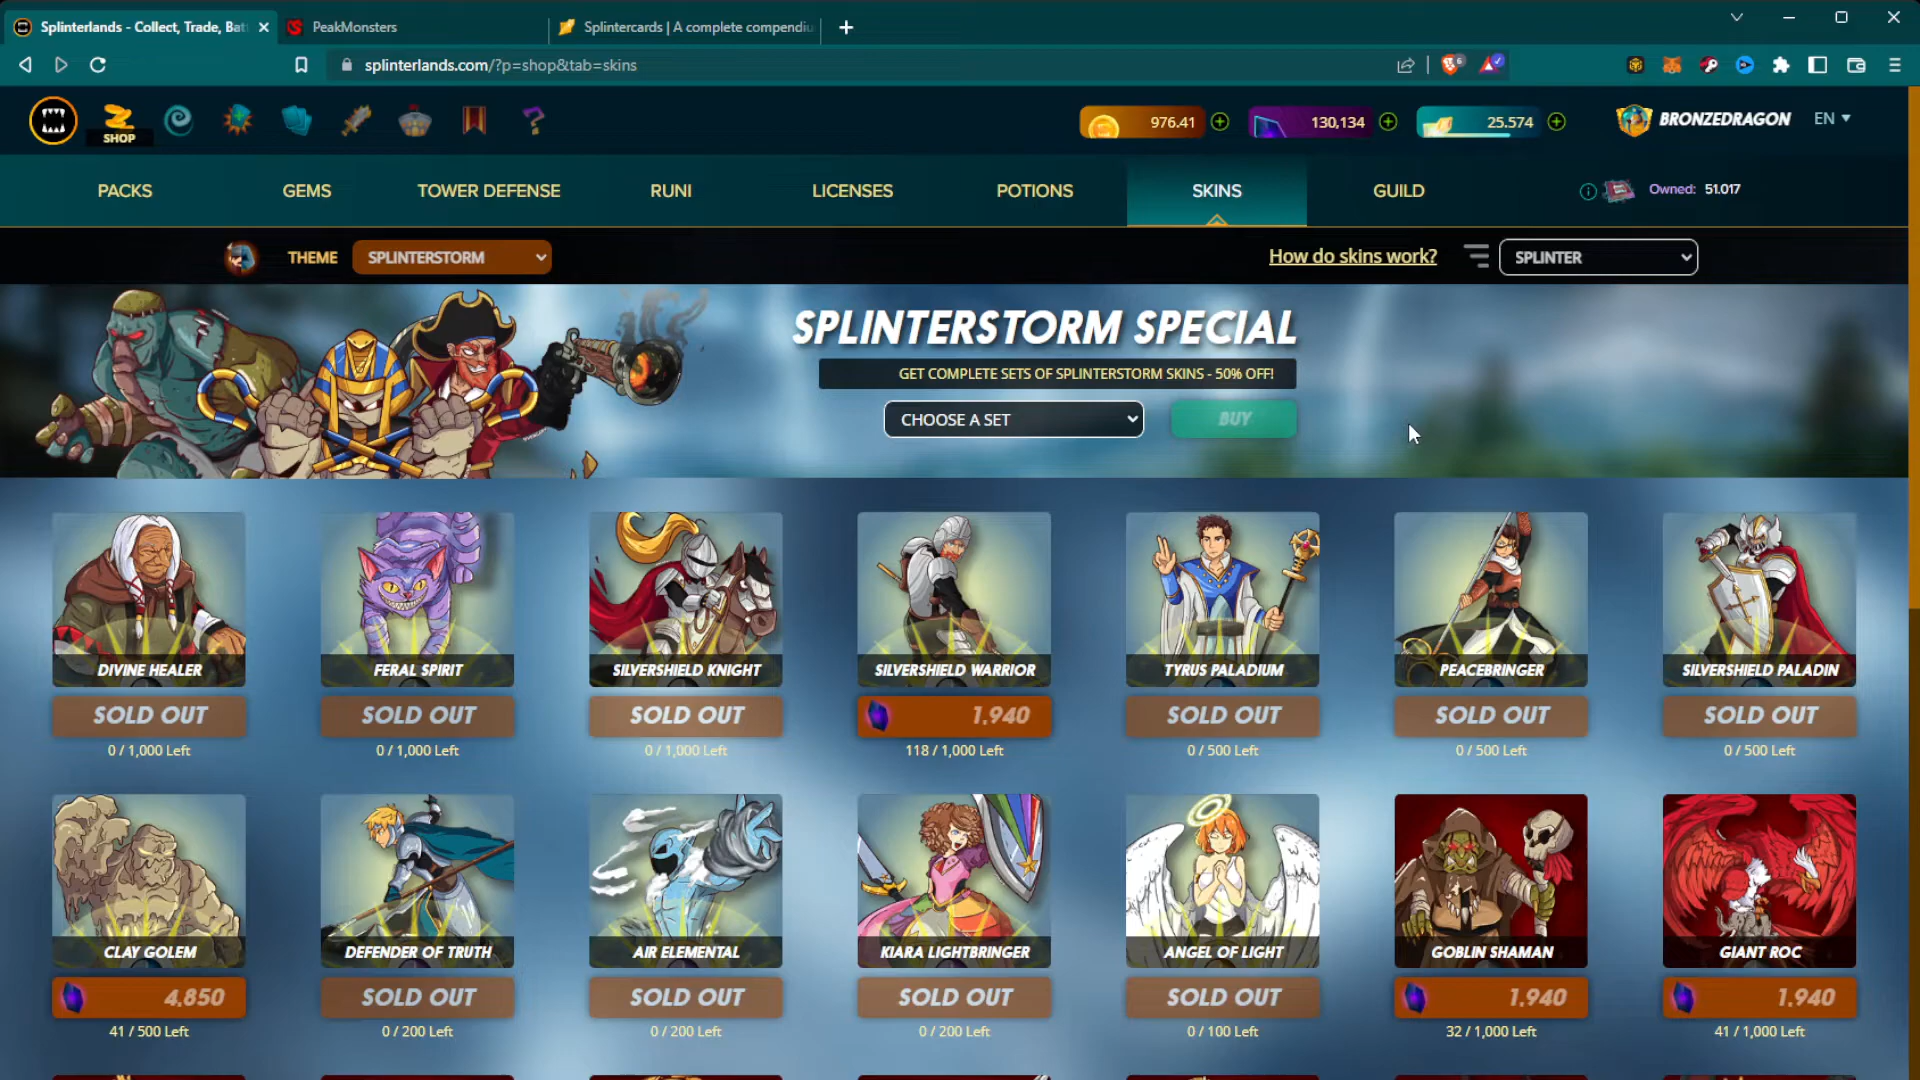 Splinterlands - Collect, Trade, Bat
PeakMonsters
Splintercards | A complete compendiu
splinterlands.com/?p=shop&tab=skins
6
SHOP
976.41
130,134
25.574
BRONZEDRAGON
EN
PACKS
GEMS
TOWER DEFENSE
RUNI
LICENSES
POTIONS
SKINS
GUILD
Owned: 51.017
THEME
SPLINTERSTORM
How do skins work?
SPLINTER
SPLINTERSTORM SPECIAL
GET COMPLETE SETS OF SPLINTERSTORM SKINS - 50% OFF!
CHOOSE A SET
BUY
DIVINE HEALER
FERAL SPIRIT
SILVERSHIELD KNIGHT
SILVERSHIELD WARRIOR
TYRUS PALADIUM
PEACEBRINGER
SILVERSHIELD PALADIN
SOLD OUT
SOLD OUT
SOLD OUT
1,940
SOLD OUT
SOLD OUT
SOLD OUT
0 / 1,000 Left
0 / 1,000 Left
0 / 1,000 Left
118 / 1,000 Left
0 / 500 Left
0 / 500 Left
0 / 500 Left
CLAY GOLEM
DEFENDER OF TRUTH
AIR ELEMENTAL
KIARA LIGHTBRINGER
ANGEL OF LIGHT
GOBLIN SHAMAN
GIANT ROC
4,850
SOLD OUT
SOLD OUT
SOLD OUT
SOLD OUT
1,940
1,940
41 / 500 Left
0 / 200 Left
0 / 200 Left
0 / 200 Left
0 / 100 Left
32 / 1,000 Left
41 / 1,000 Left